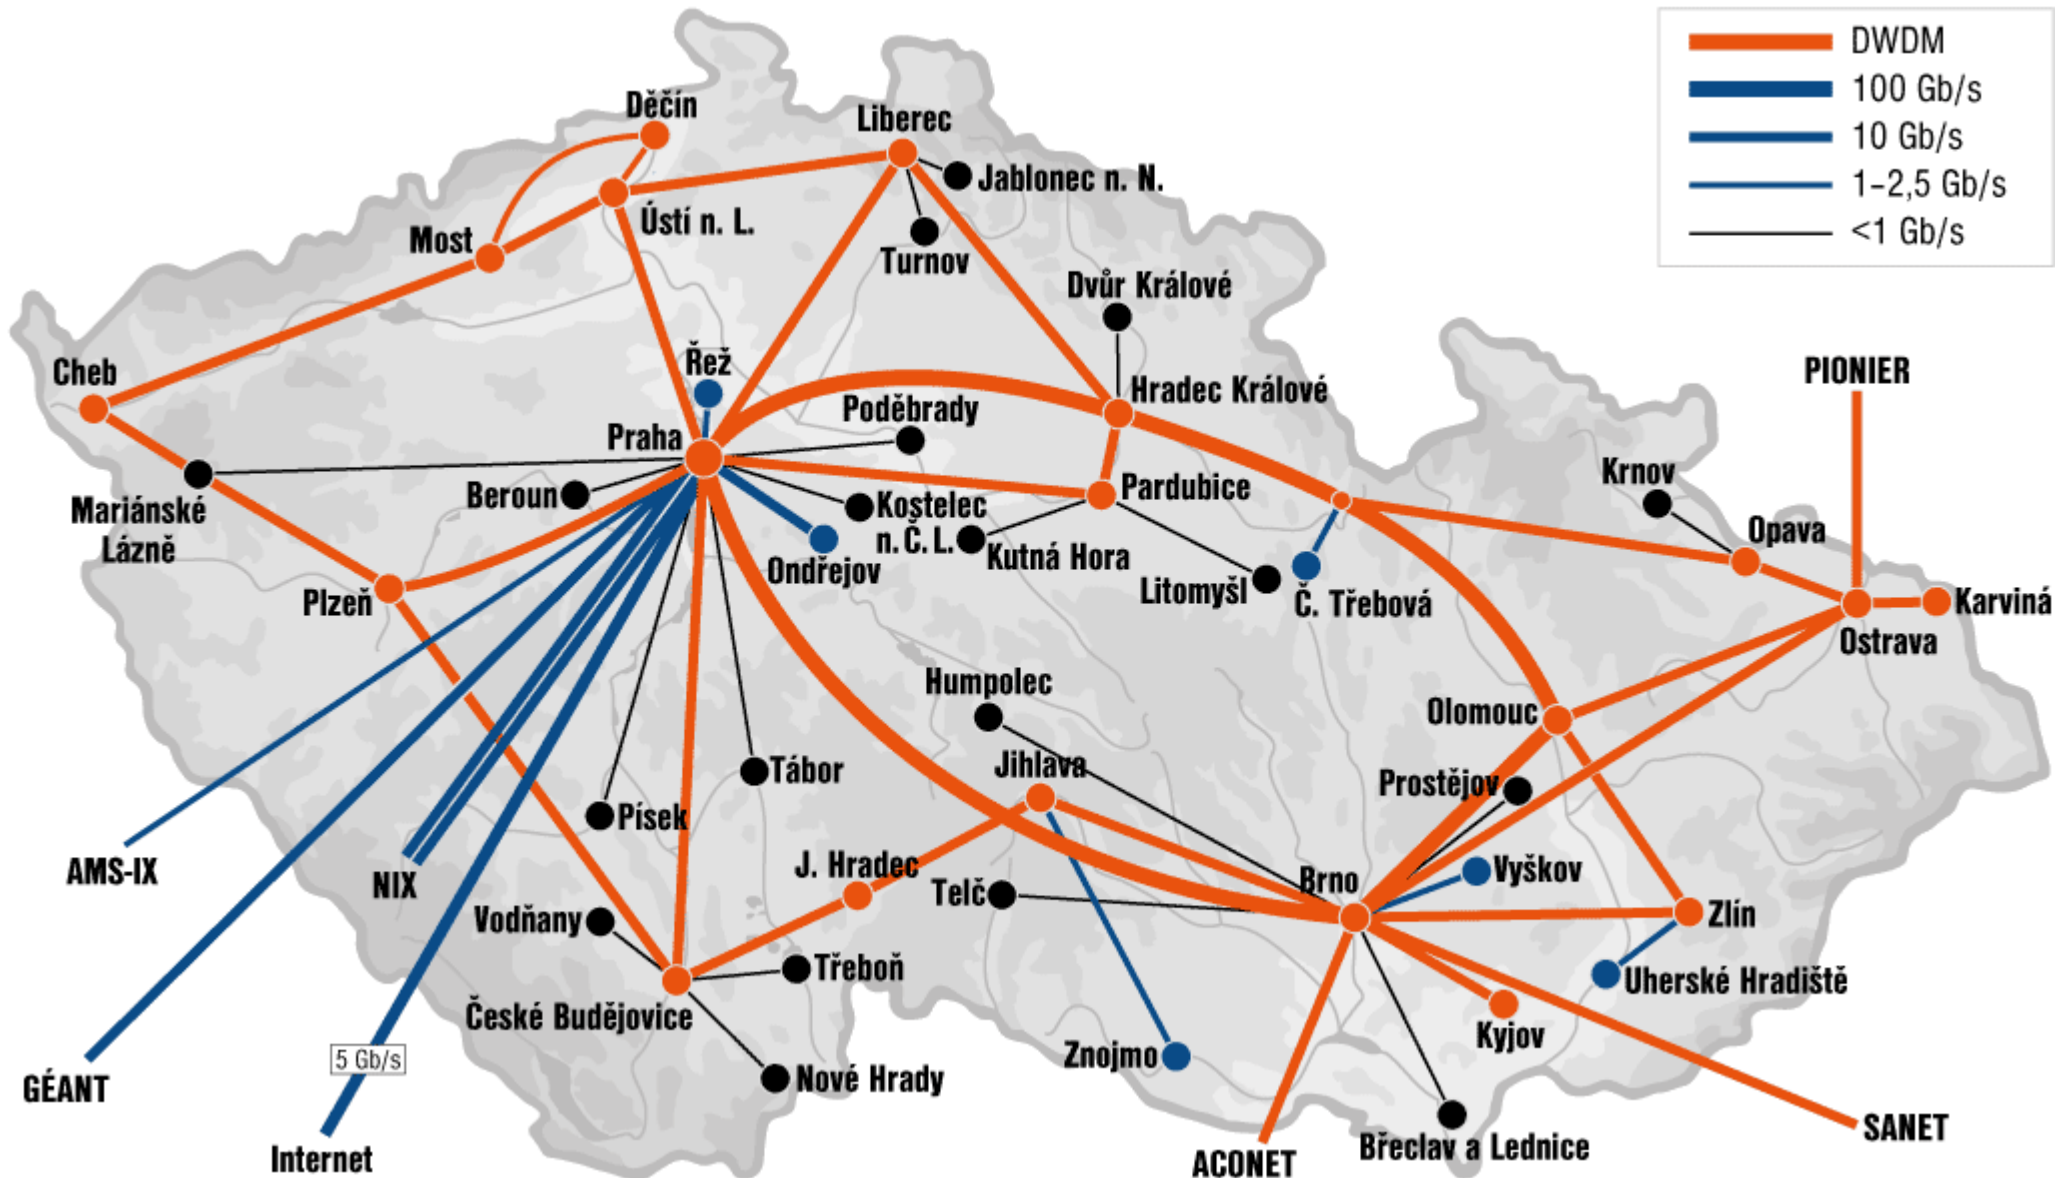 DWDM
100 Gb/s
10 Gb/s
1–2,5 Gb/s
<1 Gb/s
Děčín
Liberec
Jablonec n. N.
Ústí n. L.
Most
Turnov
Dvůr Králové
Řež
Cheb
PIONIER
Hradec Králové
Poděbrady
Praha
Krnov
Beroun
Pardubice
Mariánské
Lázně
Kostelec
n. Č. L.
Opava
Kutná Hora
Ondřejov
Litomyšl
Č. Třebová
Plzeň
Karviná
Ostrava
Humpolec
Olomouc
Jihlava
Tábor
Prostějov
Písek
J. Hradec
AMS-IX
NIX
Telč
Brno
Vyškov
Vodňany
Zlín
Třeboň
Uherské Hradiště
České Budějovice
Kyjov
5 Gb/s
Znojmo
GÉANT
Nové Hrady
SANET
Internet
ACONET
Břeclav a Lednice